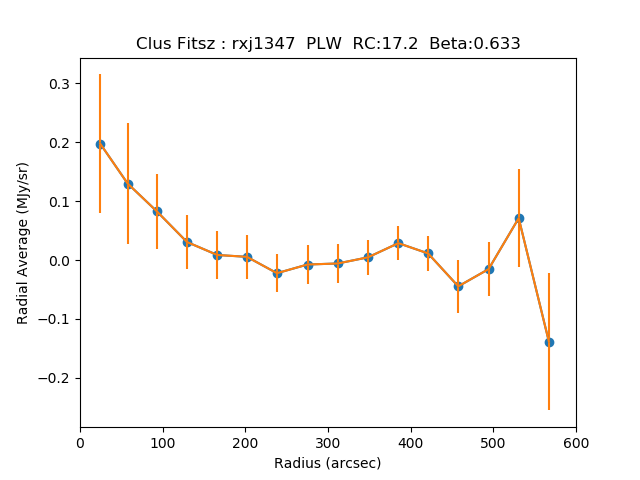 Clus Fitsz : rxj1347  PLW  RC:17.2  Beta:0.633
0.3
0.2
0.1
0.0
−0.1
−0.2
Radial Average (MJy/sr)
0 100 200 300 400 500 600
Radius (arcsec)